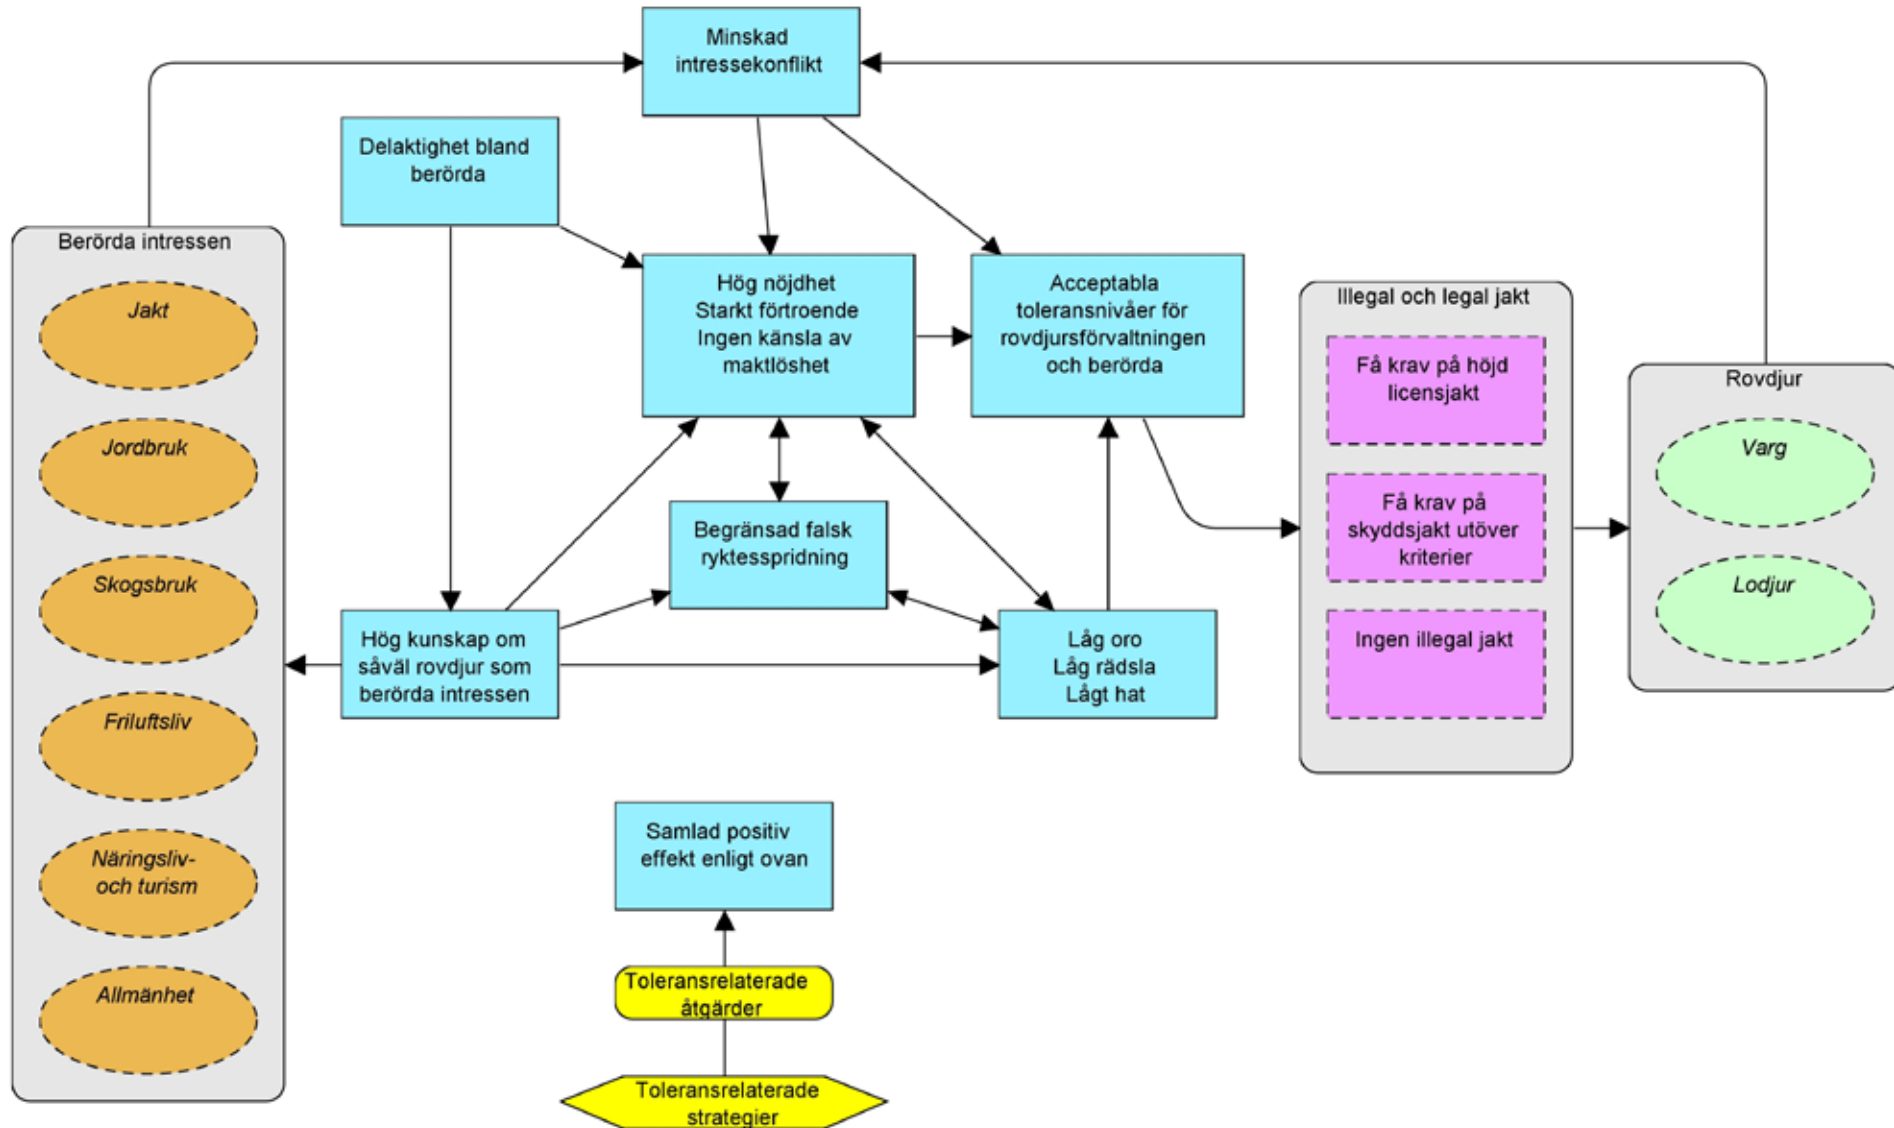 Minskad
intressekonflikt
Delaktighet bland
berörda
Berörda intressen
Jakt
Jordbruk
Skogsbruk
Friluftsliv
Näringsliv-
och turism
Allmänhet
Hög nöjdhet
Starkt förtroende
Ingen känsla av
maktlöshet
Acceptabla
toleransnivåer för
rovdjursförvaltningen
och berörda
Begränsad falsk
ryktesspridning
Hög kunskap om
såväl rovdjur som
berörda intressen
Låg oro
Låg rädsla
Lågt hat
Illegal och legal jakt
Få krav på höjd
licensjakt
Få krav på
skyddsjakt utöver
kriterier
Ingen illegal jakt
Rovdjur
Varg
Lodjur
Samlad positiv
effekt enligt ovan
Toleransrelaterade
åtgärder
Toleransrelaterade
strategier